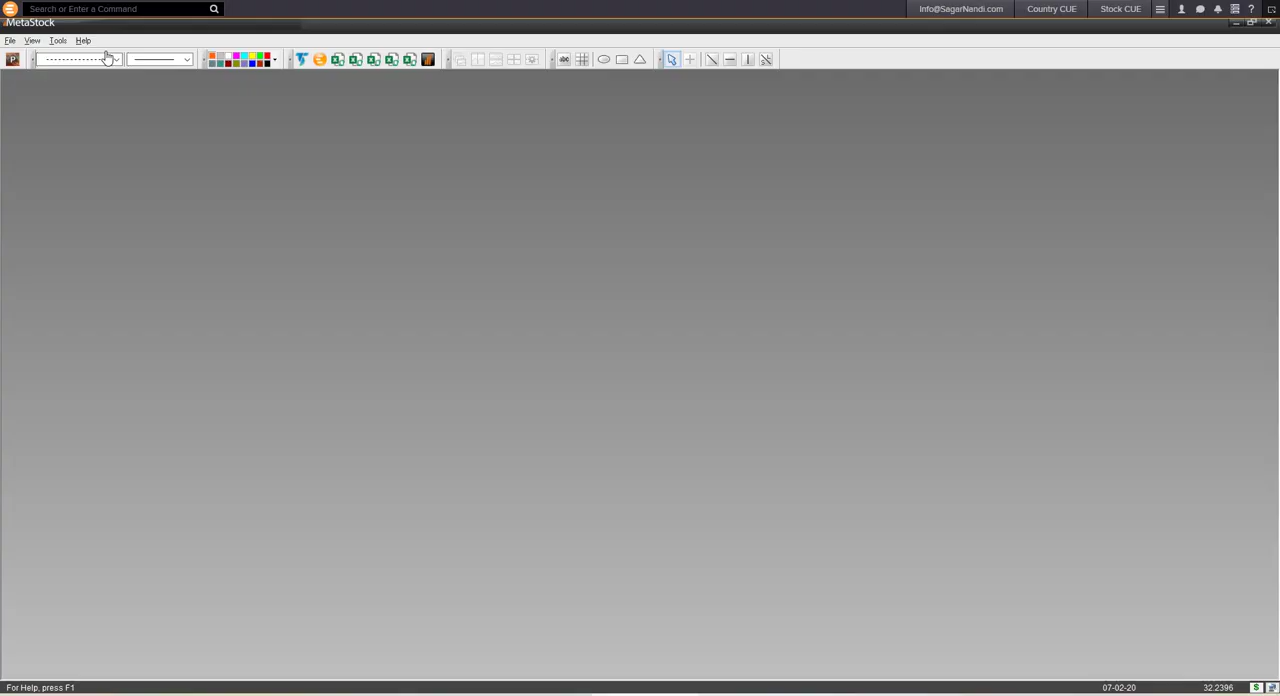 Search or Enter a Command
Info@SagarNandi.com
Country CUE
Stock CUE
?
MetaStock
File View Tools Help
P
abc
For Help, press F1
07-02-20
32.2396
$